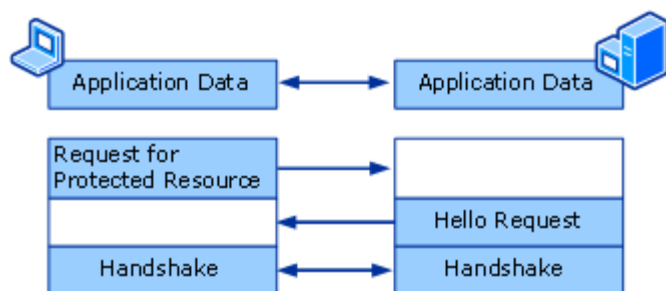 Application Data
Application Data
Request for
Protected Resource
Hello Request
Handshake
Handshake